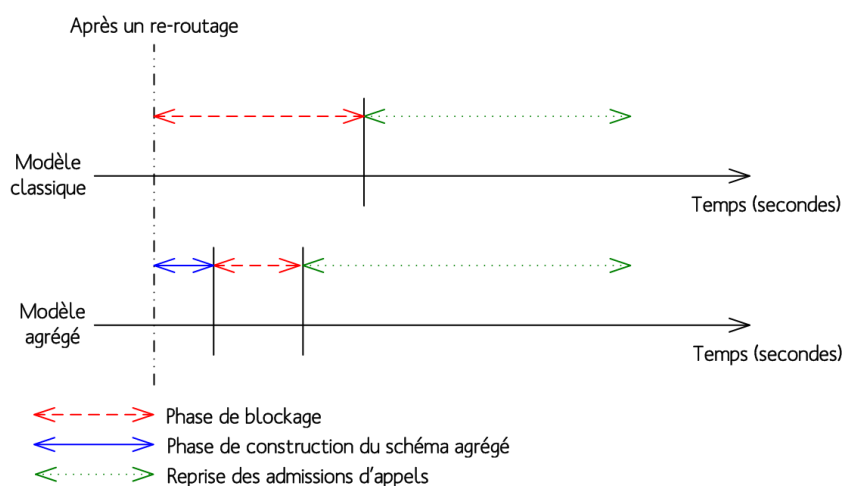 Après un re-routage
Modèle
classique
Temps (secondes)
Modèle
agrégé
Temps (secondes)
Phase de blockage
Phase de construction du schéma agrégé
Reprise des admissions d'appels